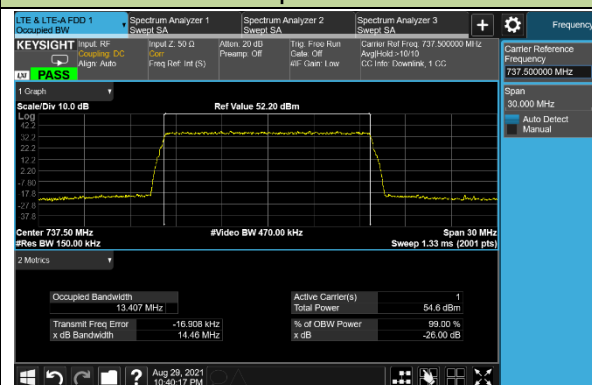 LTE & LTE-A FDD 1
Occupied BW
Spectrum Analyzer 1
Swept SA
Spectrum Analyzer 2
Swept SA
Spectrum Analyzer 3
Swept SA
+
Frequency
KEYSIGHT
Input: RF
Coupling: DC
Align: Auto
Input Z: 50 Ω
Corr
Freq Ref: Int (S)
Atten: 20 dB
Preamp: Off
Trig: Free Run
Gate: Off
#IF Gain: Low
Carrier Ref Freq: 737.500000 MHz
Avg|Hold:>10/10
CC Info: Downlink, 1 CC
LXI PASS
Carrier Reference
Frequency
737.500000 MHz
Span
30.000 MHz
Auto Detect
Manual
1 Graph
Scale/Div 10.0 dB
Ref Value 52.20 dBm
Log
42.2
32.2
22.2
12.2
2.20
-7.80
-17.8
-27.8
-37.8
Center 737.50 MHz
#Video BW 470.00 kHz
Span 30 MHz
#Res BW 150.00 kHz
Sweep 1.33 ms (2001 pts)
2 Metrics
Occupied Bandwidth
13.407 MHz
Active Carrier(s) 1
Total Power 54.6 dBm
Transmit Freq Error -16.908 kHz
% of OBW Power 99.00 %
x dB Bandwidth 14.46 MHz
x dB -26.00 dB
?
Aug 29, 2021
10:40:17 PM